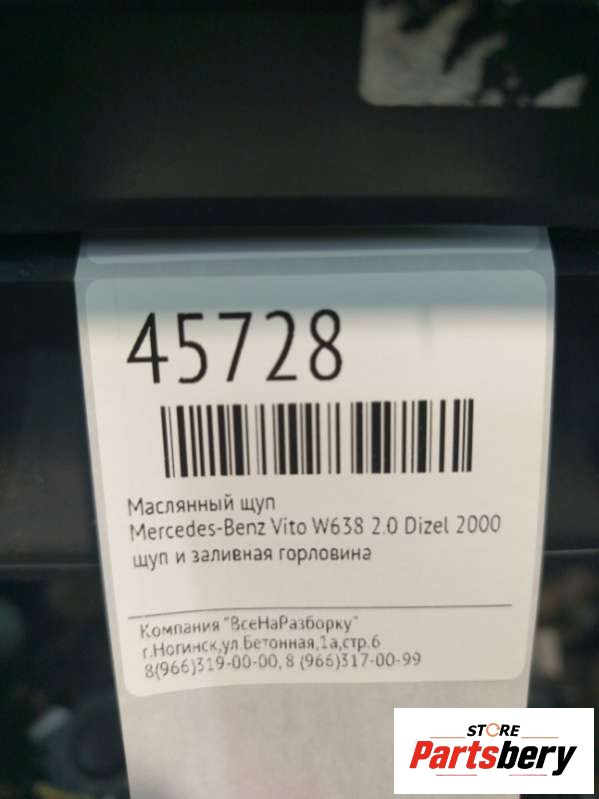 45728
Маслянный щуп
Mercedes-Benz Vito W638 2.0 Dizel 2000
щуп и заливная горловина
Компания "ВсеНаРазборку"
г.Ногинск,ул.Бетонная,1а,стр.6
8(966)319-00-00, 8 (966)317-00-99
STORE
Partsbery